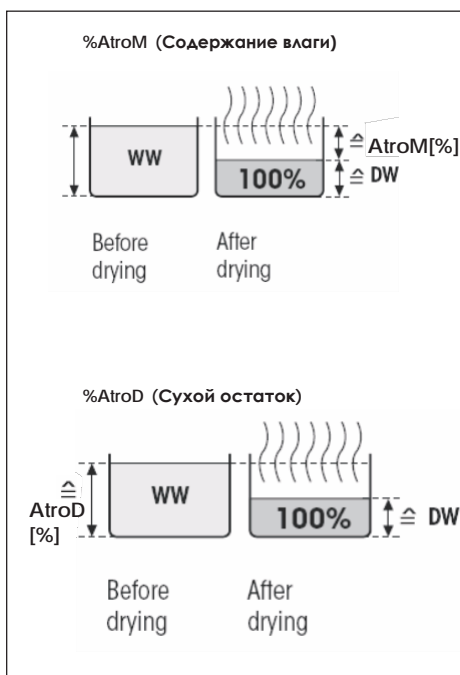 %AtroM (Содержание влаги)
WW
100%
≙ AtroM[%]
≙ DW
Before drying
After drying
%AtroD (Сухой остаток)
≙
AtroD
[%]
WW
100%
≙ DW
Before drying
After drying